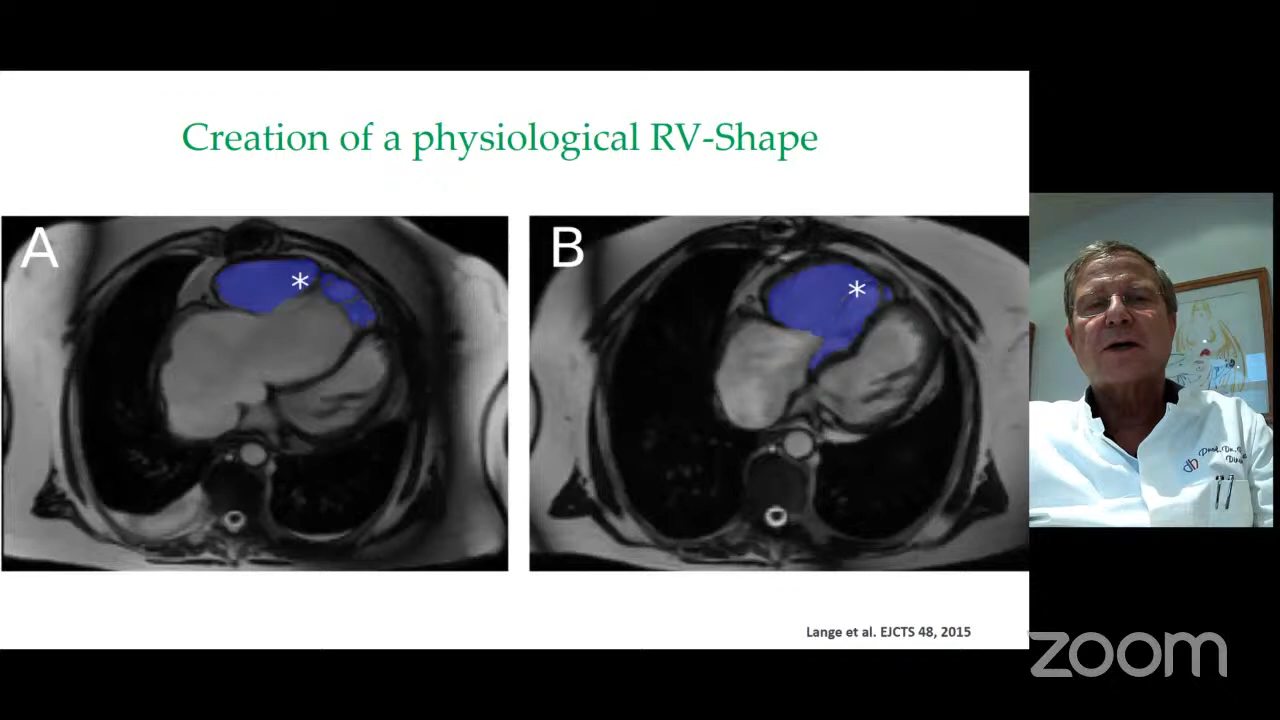 Creation of a physiological RV-Shape
A
*
B
*
Lange et al. EJCTS 48, 2015
zoom